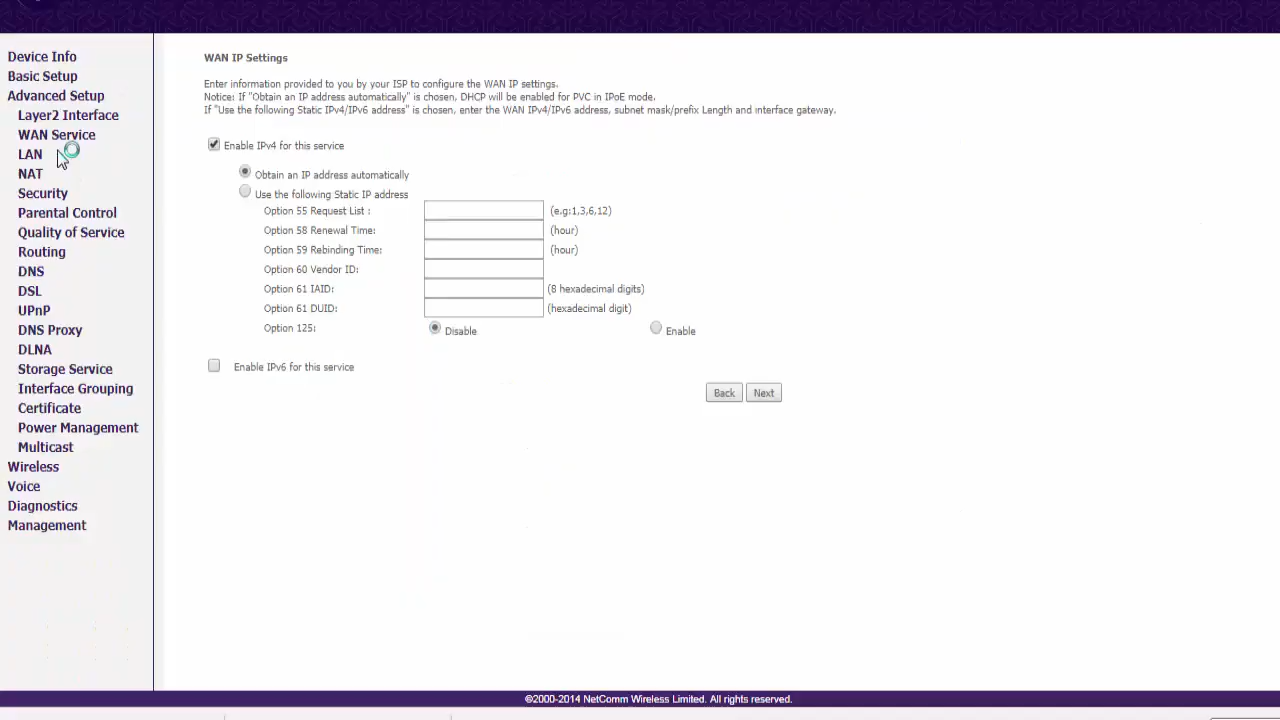 Device Info
Basic Setup
Advanced Setup
Layer2 Interface
WAN Service
LAN
NAT
Security
Parental Control
Quality of Service
Routing
DNS
DSL
UPnP
DNS Proxy
DLNA
Storage Service
Interface Grouping
Certificate
Power Management
Multicast
Wireless
Voice
Diagnostics
Management
WAN IP Settings
Enter information provided to you by your ISP to configure the WAN IP settings.
Notice: If "Obtain an IP address automatically" is chosen, DHCP will be enabled for PVC in IPoE mode.
If "Use the following Static IPv4/IPv6 address" is chosen, enter the WAN IPv4/IPv6 address, subnet mask/prefix Length and interface gateway.
Enable IPv4 for this service
Obtain an IP address automatically
Use the following Static IP address
Option 55 Request List : (e.g:1,3,6,12)
Option 58 Renewal Time: (hour)
Option 59 Rebinding Time: (hour)
Option 60 Vendor ID:
Option 61 IAID: (8 hexadecimal digits)
Option 61 DUID: (hexadecimal digit)
Option 125: Disable Enable
Enable IPv6 for this service
Back Next
©2000-2014 NetComm Wireless Limited. All rights reserved.